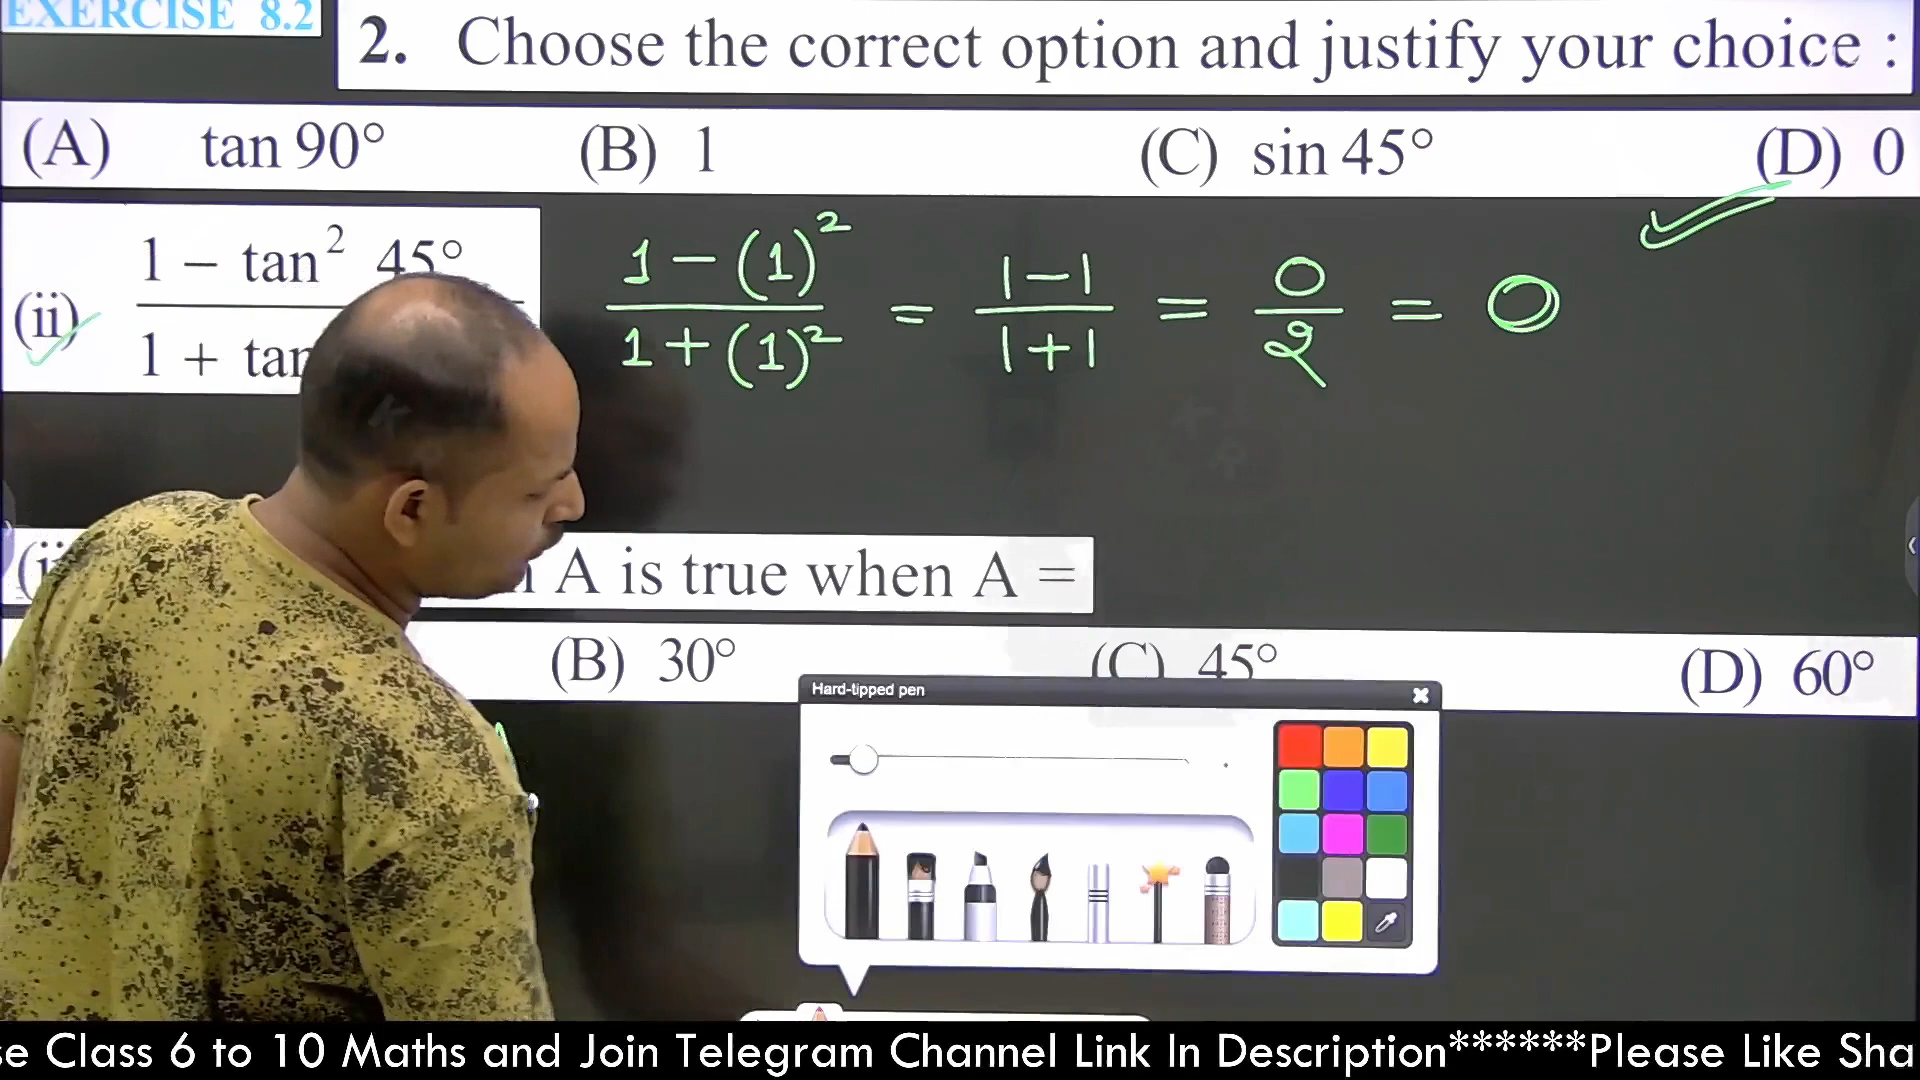 EXERCISE 8.2
2. Choose the correct option and justify your choice :
(A) tan 90° (B) 1 (C) sin 45° (D) 0
(ii) 1 – tan² 45° / 1 + tan
1-(1)² / 1+(1)² = 1-1 / 1+1 = 0 / 2 = 0
A is true when A =
(B) 30° (C) 45° (D) 60°
Hard-tipped pen
Class 6 to 10 Maths and Join Telegram Channel Link In Description******Please Like